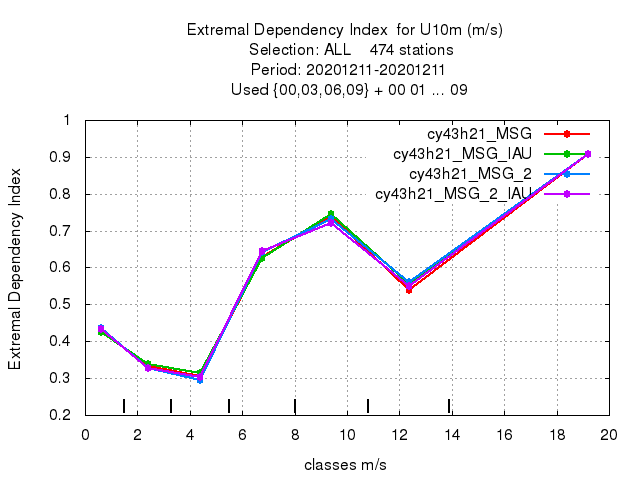 Extremal Dependency Index  for U10m (m/s)
Selection: ALL    474 stations
Period: 20201211-20201211
Used {00,03,06,09} + 00 01 ... 09
cy43h21_MSG
cy43h21_MSG_IAU
cy43h21_MSG_2
cy43h21_MSG_2_IAU
Extremal Dependency Index
1
0.9
0.8
0.7
0.6
0.5
0.4
0.3
0.2
0 2 4 6 8 10 12 14 16 18 20
classes m/s